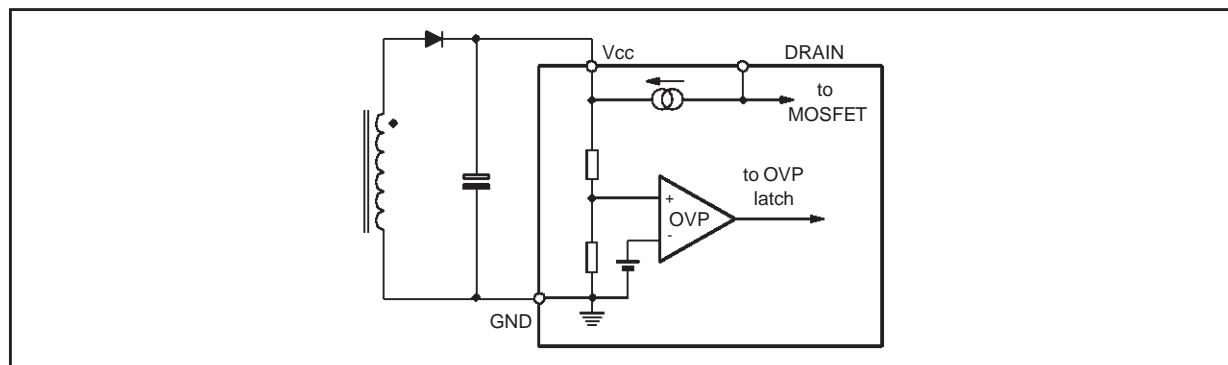 Vcc
DRAIN
to
MOSFET
to OVP
latch
+
OVP
-
GND